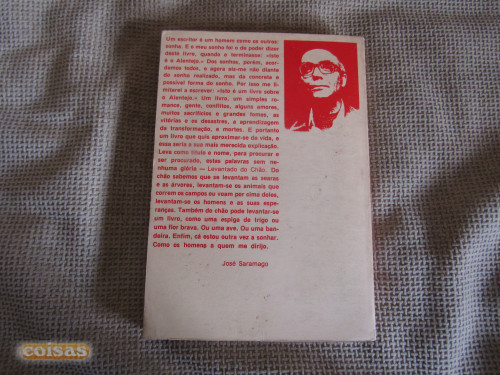 Um escritor é um homem como os outros:
sonha. E o meu sonho foi o de poder dizer
deste livro, quando o terminasse: «Isto
é o Alentejo.» Dos sonhos, porém, acor-
damos todos, e agora eis-me não diante
do sonho realizado, mas da concreta e
possível forma do sonho. Por isso me li-
mitarei a escrever: «Isto é um livro sobre
o Alentejo.» Um livro, um simples ro-
mance, gente, conflitos, alguns amores,
muitos sacrifícios e grandes fomes, as
vitórias e os desastres, a aprendizagem
da transformação, e mortes. É portanto
um livro que quis aproximar-se da vida, e
essa seria a sua mais merecida explicação.
Leva como título e nome, para procurar e
ser procurado, estas palavras sem ne-
nhuma glória — Levantado do Chão. Do
chão sabemos que se levantam as searas
e as árvores, levantam-se os animais que
correm os campos ou voam por cima deles,
levantam-se os homens e as suas espe-
ranças. Também do chão pode levantar-se
um livro, como uma espiga de trigo ou
uma flor brava. Ou uma ave. Ou uma ban-
deira. Enfim, cá estou outra vez a sonhar.
Como os homens a quem me dirijo.
José Saramago
coisas